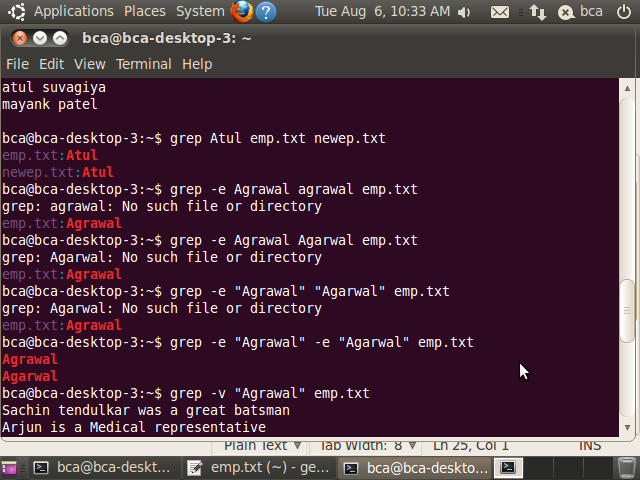 Applications Places System Tue Aug 6, 10:33 AM bca
bca@bca-desktop-3: ~
File Edit View Terminal Help
atul suvagiya
mayank patel
bca@bca-desktop-3:~$ grep Atul emp.txt newep.txt
emp.txt:Atul
newep.txt:Atul
bca@bca-desktop-3:~$ grep -e Agrawal agrawal emp.txt
grep: agrawal: No such file or directory
emp.txt:Agrawal
bca@bca-desktop-3:~$ grep -e Agrawal Agarwal emp.txt
grep: Agarwal: No such file or directory
emp.txt:Agrawal
bca@bca-desktop-3:~$ grep -e "Agrawal" "Agarwal" emp.txt
grep: Agarwal: No such file or directory
emp.txt:Agrawal
bca@bca-desktop-3:~$ grep -e "Agrawal" -e "Agarwal" emp.txt
Agrawal
Agarwal
bca@bca-desktop-3:~$ grep -v "Agrawal" emp.txt
Sachin tendulkar was a great batsman
Arjun is a Medical representative
Plain Text Tab Width: 8 Ln 25, Col 1 INS
bca@bca-deskt... emp.txt (~) - ge... bca@bca-deskto...